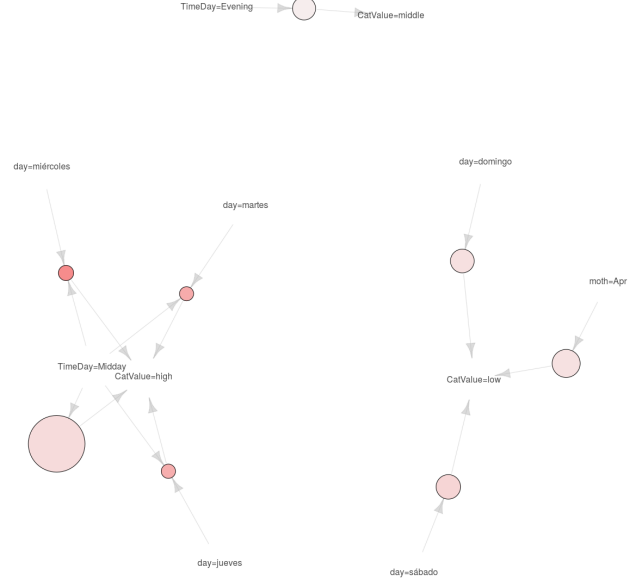 TimeDay=Evening
CatValue=middle
day=miércoles
day=domingo
day=martes
moth=Apr
TimeDay=Midday
CatValue=high
CatValue=low
day=jueves
day=sábado